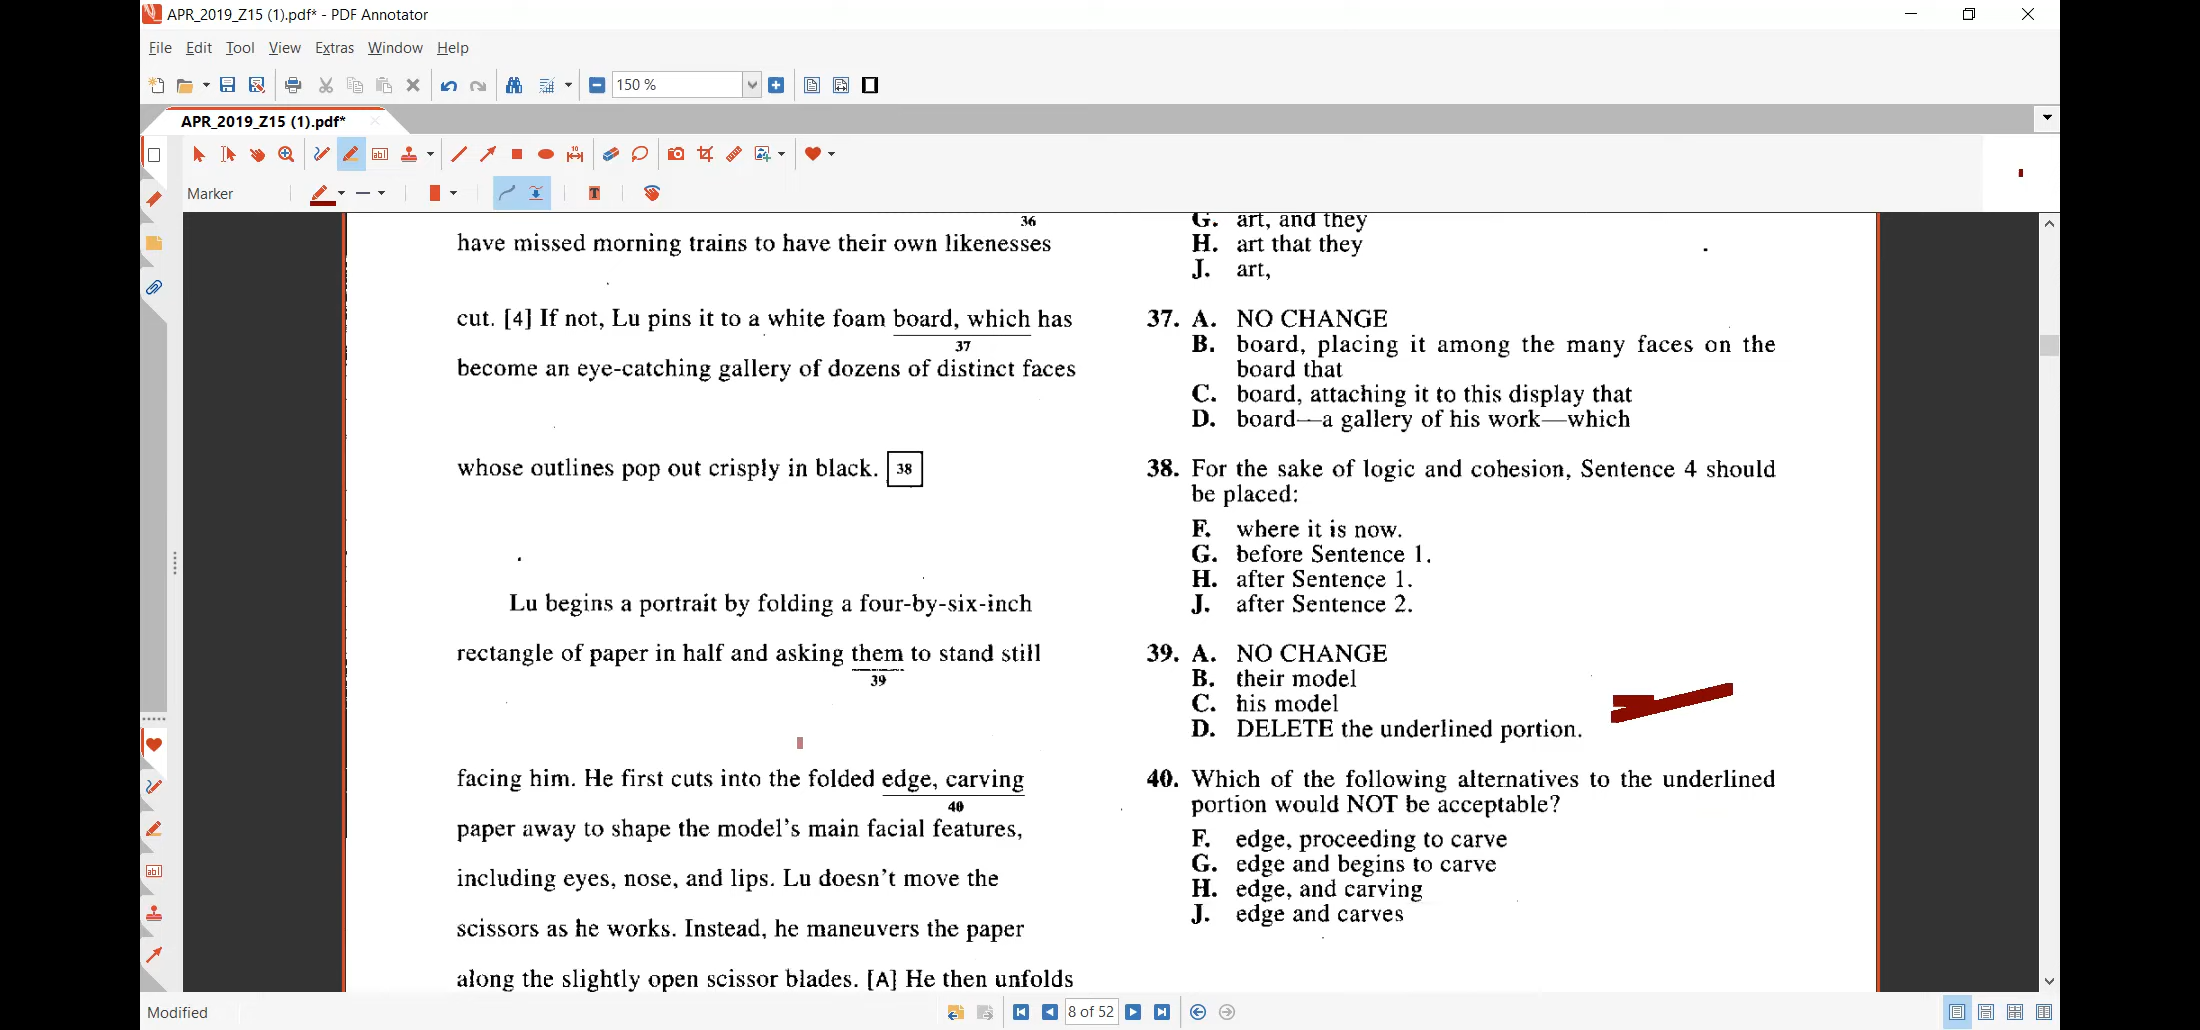 APR_2019_Z15 (1).pdf* - PDF Annotator
File Edit Tool View Extras Window Help
150 %
APR_2019_Z15 (1).pdf*
Marker
36
have missed morning trains to have their own likenesses
cut. [4] If not, Lu pins it to a white foam board, which has
37
become an eye-catching gallery of dozens of distinct faces
whose outlines pop out crisply in black. 38
Lu begins a portrait by folding a four-by-six-inch
rectangle of paper in half and asking them to stand still
39
facing him. He first cuts into the folded edge, carving
40
paper away to shape the model's main facial features,
including eyes, nose, and lips. Lu doesn't move the
scissors as he works. Instead, he maneuvers the paper
along the slightly open scissor blades. [A] He then unfolds
G. art, and they
H. art that they
J. art,
37. A. NO CHANGE
B. board, placing it among the many faces on the
board that
C. board, attaching it to this display that
D. board—a gallery of his work—which
38. For the sake of logic and cohesion, Sentence 4 should
be placed:
F. where it is now.
G. before Sentence 1.
H. after Sentence 1.
J. after Sentence 2.
39. A. NO CHANGE
B. their model
C. his model
D. DELETE the underlined portion.
40. Which of the following alternatives to the underlined
portion would NOT be acceptable?
F. edge, proceeding to carve
G. edge and begins to carve
H. edge, and carving
J. edge and carves
Modified
8 of 52